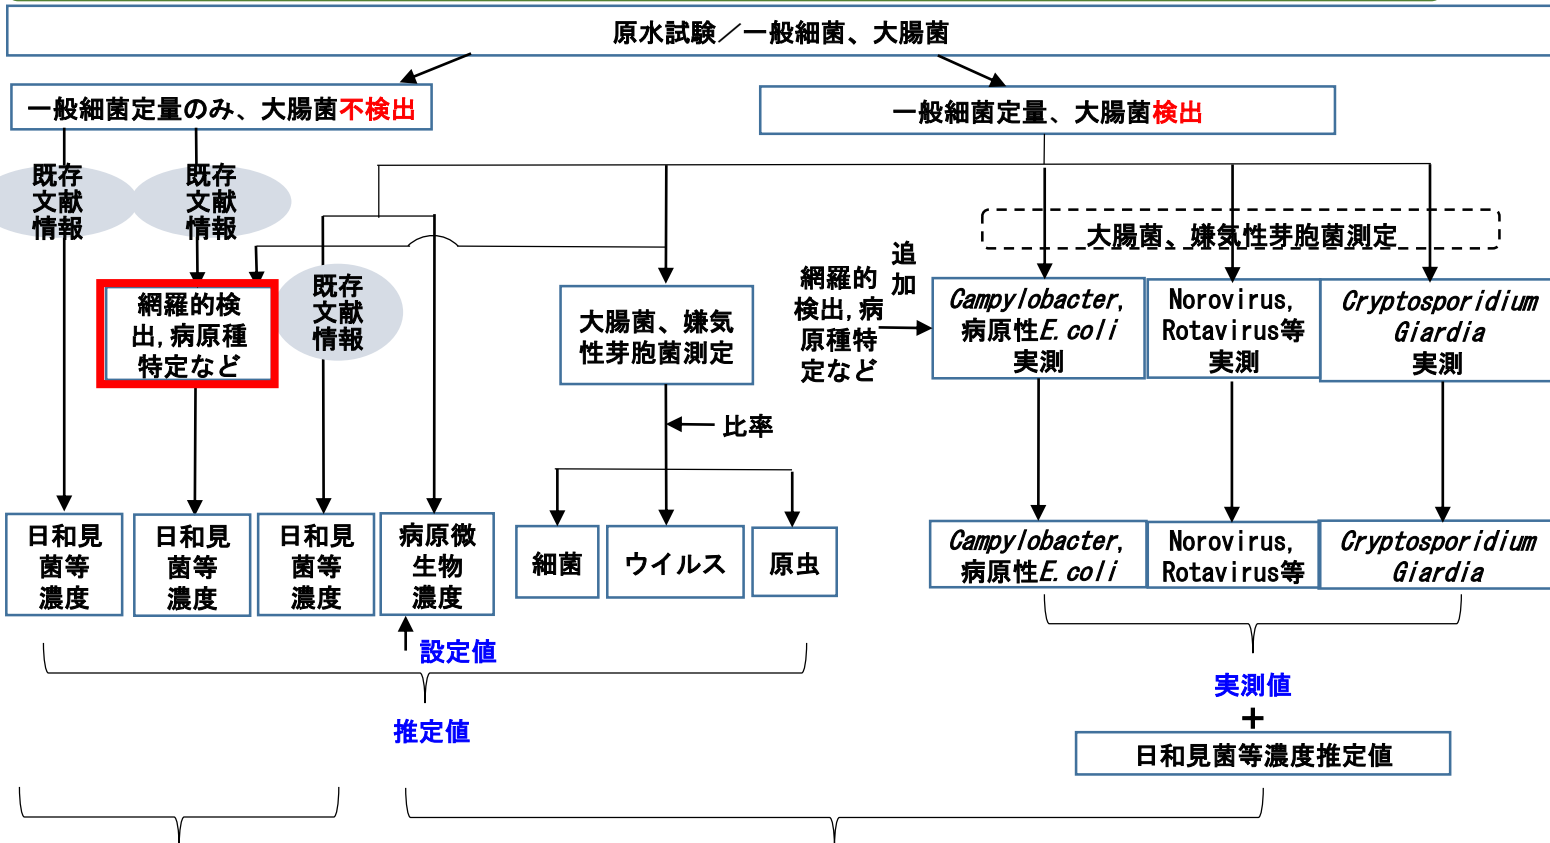 原水試験／一般細菌、大腸菌
一般細菌定量のみ、大腸菌不検出
一般細菌定量、大腸菌検出
既存
文献
情報
既存
文献
情報
大腸菌、嫌気性芽胞菌測定
網羅的検
出,病原種
特定など
既存
文献
情報
大腸菌、嫌気
性芽胞菌測定
追
加
網羅的
検出,病
原種特
定など
Campylobacter,
病原性E.coli
実測
Norovirus,
Rotavirus等
実測
Cryptosporidium
Giardia
実測
比率
日和見
菌等
濃度
日和見
菌等
濃度
日和見
菌等
濃度
病原微
生物
濃度
細菌
ウイルス
原虫
Campylobacter,
病原性E.coli
Norovirus,
Rotavirus等
Cryptosporidium
Giardia
設定値
推定値
実測値
+
日和見菌等濃度推定値